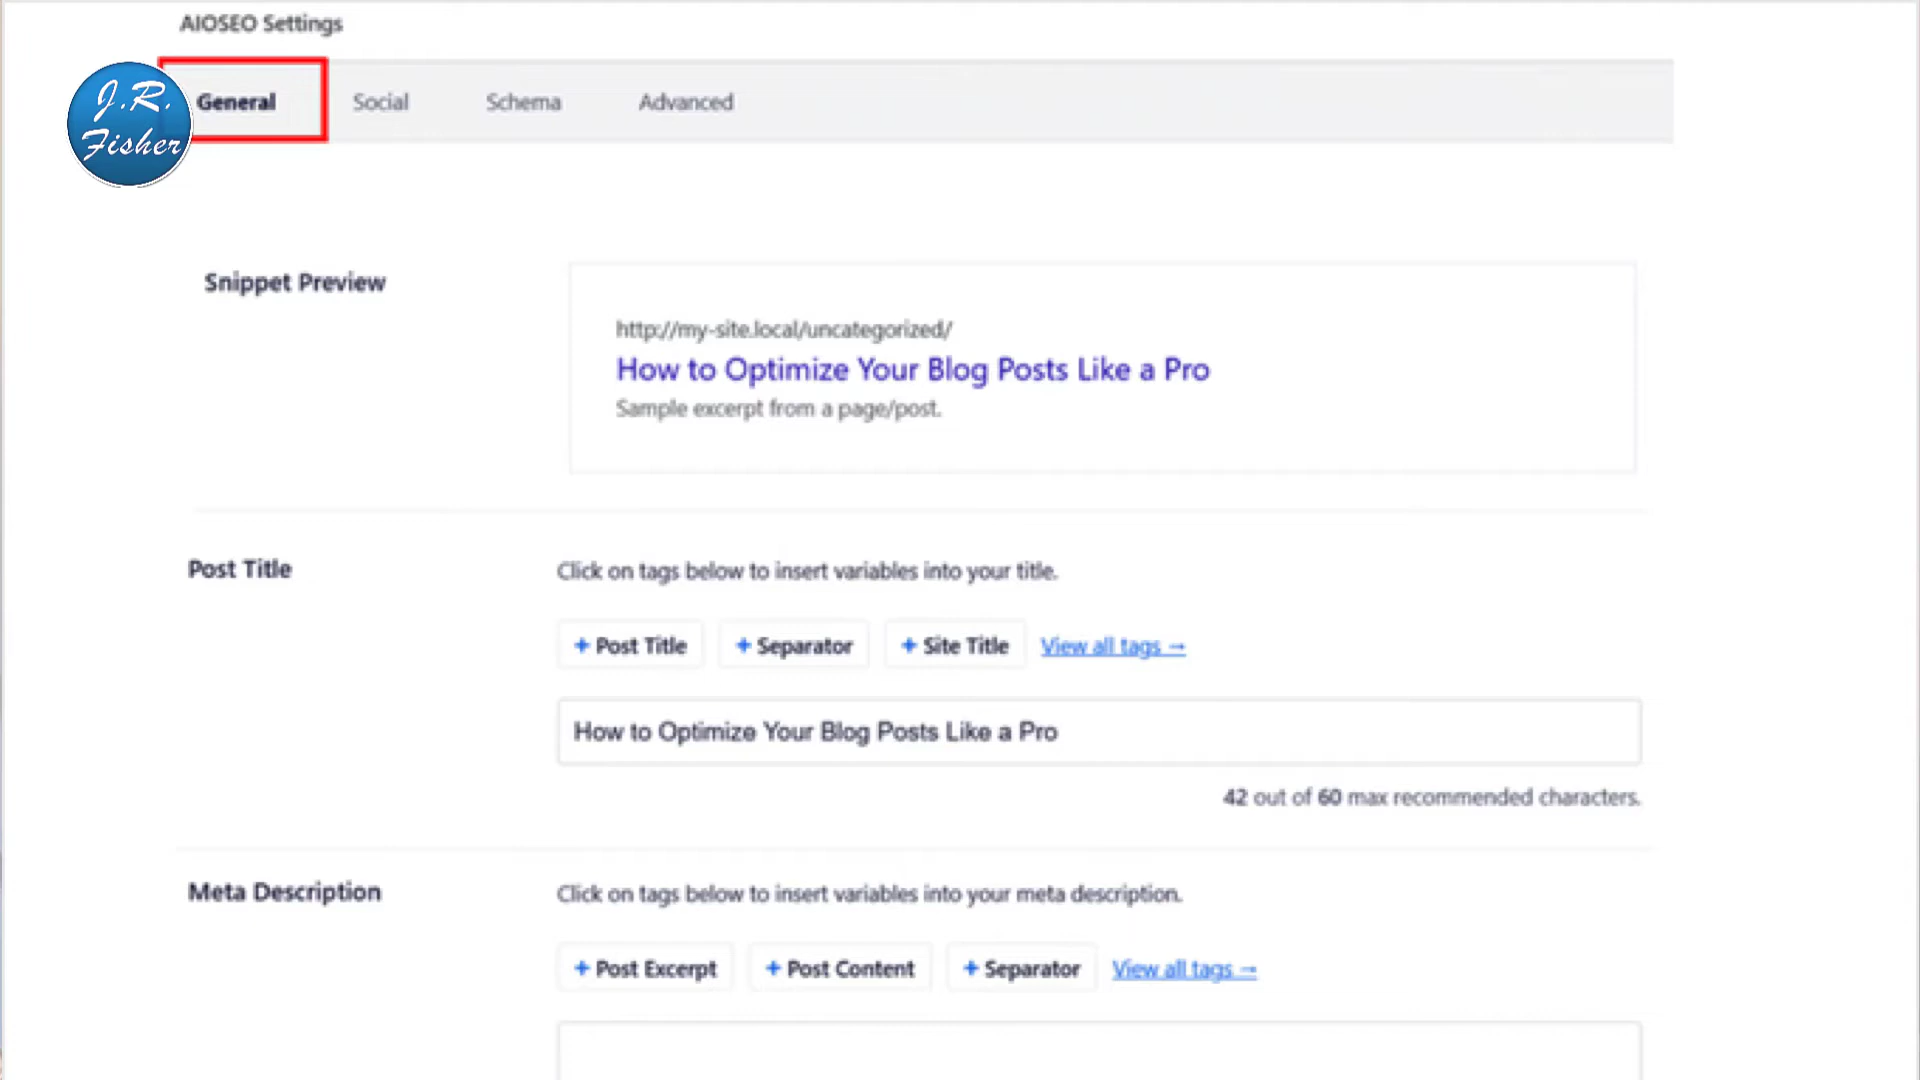 AIOSEO Settings
J.R.
Fisher
General
Social
Schema
Advanced
Snippet Preview
http://my-site.local/uncategorized/
How to Optimize Your Blog Posts Like a Pro
Sample excerpt from a page/post.
Post Title
Click on tags below to insert variables into your title.
+ Post Title
+ Separator
+ Site Title
View all tags →
How to Optimize Your Blog Posts Like a Pro
42 out of 60 max recommended characters.
Meta Description
Click on tags below to insert variables into your meta description.
+ Post Excerpt
+ Post Content
+ Separator
View all tags →